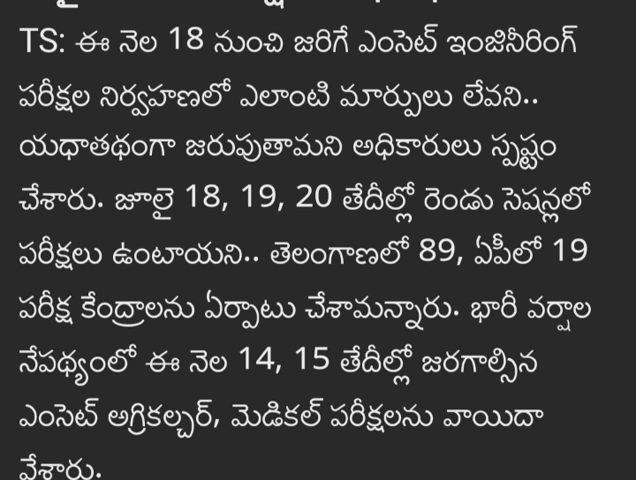 TS: ఈ నెల 18 నుంచి జరిగే ఎంసెట్ ఇంజినీరింగ్
పరీక్షల నిర్వహణలో ఎలాంటి మార్పులు లేవని..
యధాతథంగా జరుపుతామని అధికారులు స్పష్టం
చేశారు. జూలై 18, 19, 20 తేదీల్లో రెండు సెషన్లలో
పరీక్షలు ఉంటాయని.. తెలంగాణలో 89, ఏపీలో 19
పరీక్ష కేంద్రాలను ఏర్పాటు చేశామన్నారు. భారీ వర్షాల
నేపథ్యంలో ఈ నెల 14, 15 తేదీల్లో జరగాల్సిన
ఎంసెట్ అగ్రికల్చర్, మెడికల్ పరీక్షలను వాయిదా
వేశారు.